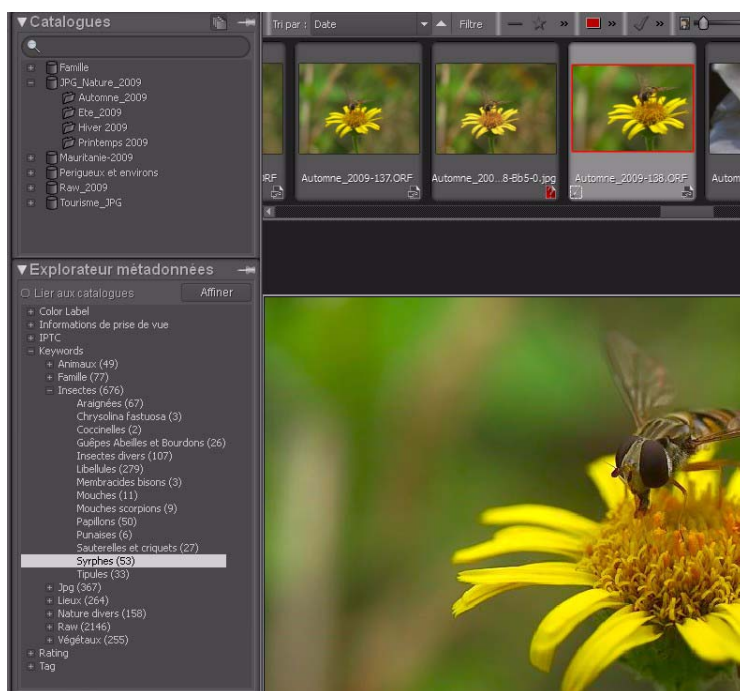 Catalogues
Tri par : Date
Filtre
Famille
JPG_Nature_2009
Automne_2009
Ete_2009
Hiver 2009
Printemps 2009
Mauritanie-2009
Perigueux et environs
Raw_2009
Tourisme_JPG
RF
Automne_2009-137.ORF
Automne_200...8-Bb5-0.jpg
Automne_2009-138.ORF
Autom
Explorateur métadonnées
Lier aux catalogues
Affiner
Color Label
Informations de prise de vue
IPTC
Keywords
Animaux (49)
Famille (77)
Insectes (676)
Araignées (67)
Chrysolina fastuosa (3)
Coccinelles (2)
Guêpes Abeilles et Bourdons (26)
Insectes divers (107)
Libellules (279)
Membracides bisons (3)
Mouches (11)
Mouches scorpions (9)
Papillons (50)
Punaises (6)
Sauterelles et criquets (27)
Syrphes (53)
Tipules (33)
Jpg (367)
Lieux (264)
Nature divers (158)
Raw (2146)
Végétaux (255)
Rating
Tag